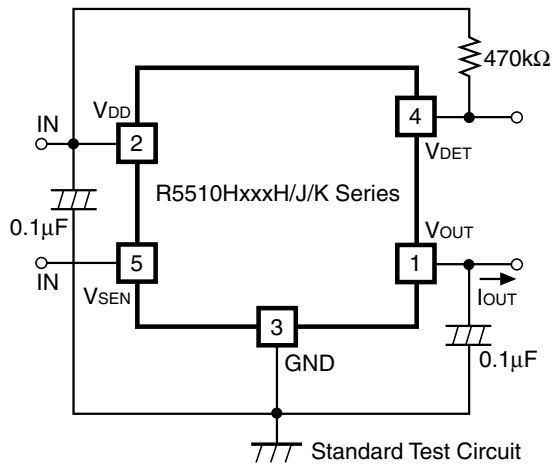 470kΩ
IN
VDD
2
4
VDET
R5510HxxxH/J/K Series
0.1µF
VOUT
5
1
IN
VSEN
IOUT
3
GND
0.1µF
Standard Test Circuit